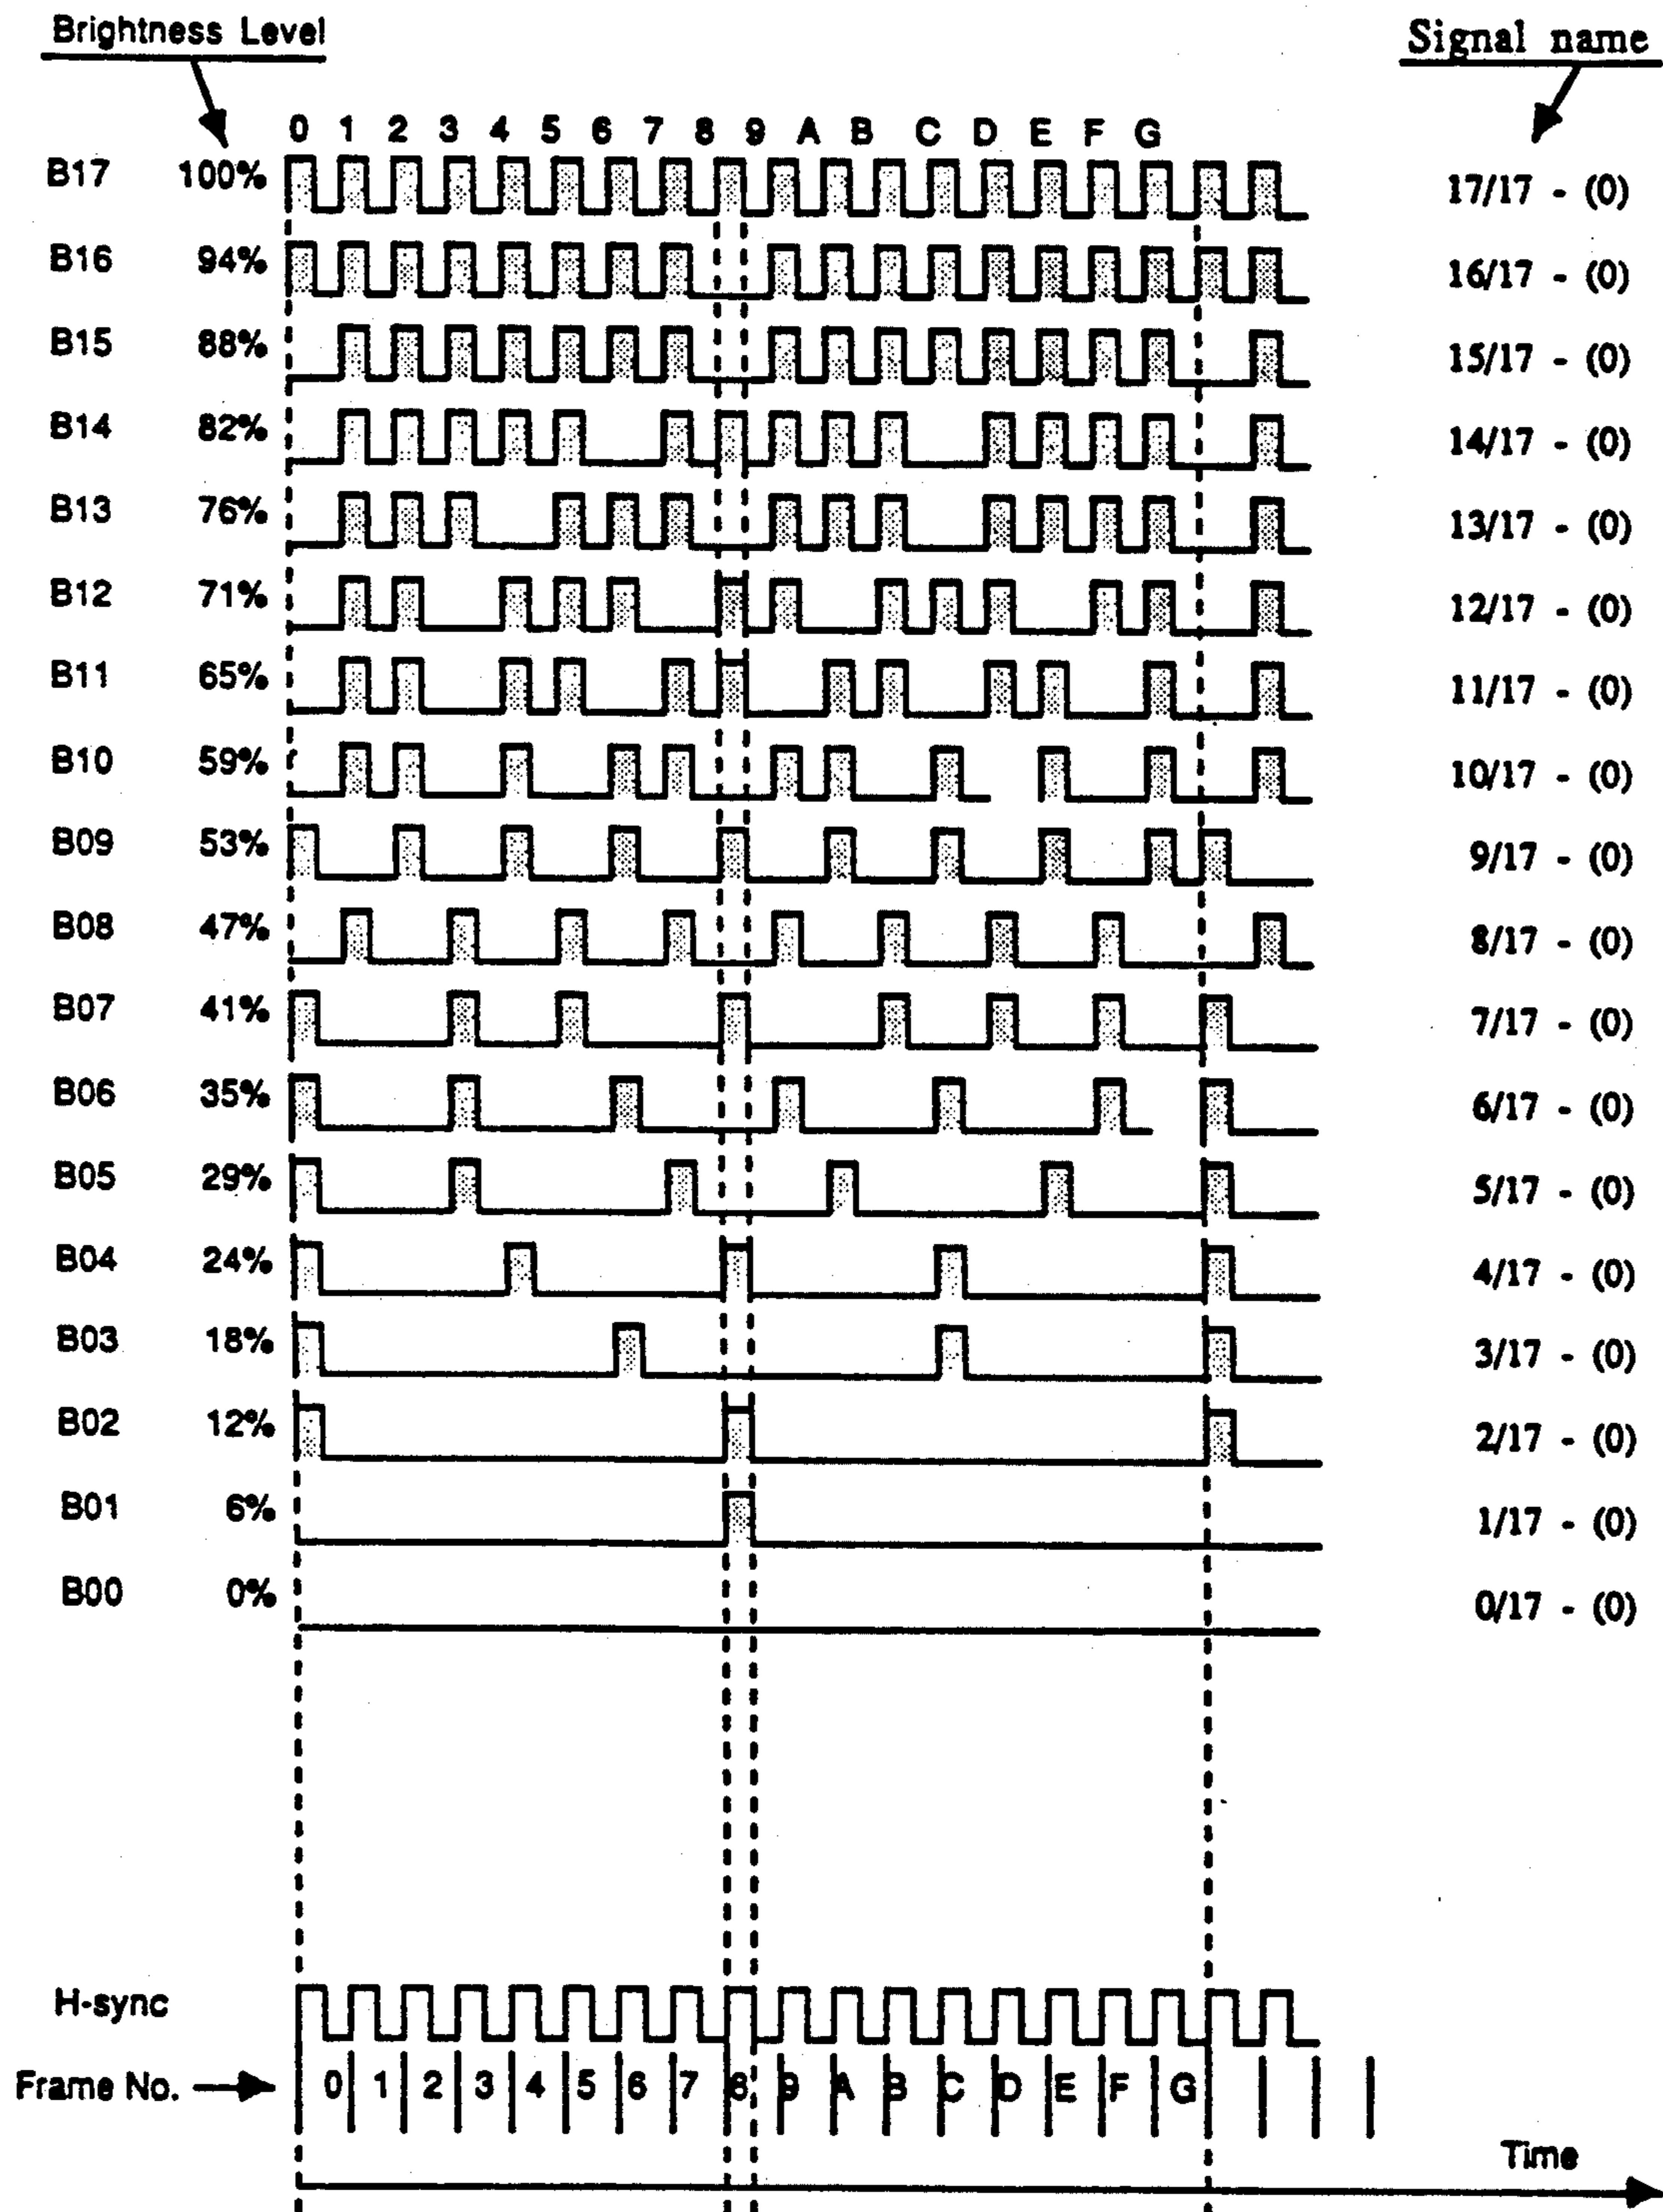 Brightness Level Signal name
0 1 2 3 4 5 6 7 8 9 A B C D E F G
B17 100% 17/17 - (0)
B16 94% 16/17 - (0)
B15 88% 15/17 - (0)
B14 82% 14/17 - (0)
B13 76% 13/17 - (0)
B12 71% 12/17 - (0)
B11 65% 11/17 - (0)
B10 59% 10/17 - (0)
B09 53% 9/17 - (0)
B08 47% 8/17 - (0)
B07 41% 7/17 - (0)
B06 35% 6/17 - (0)
B05 29% 5/17 - (0)
B04 24% 4/17 - (0)
B03 18% 3/17 - (0)
B02 12% 2/17 - (0)
B01 6% 1/17 - (0)
B00 0% 0/17 - (0)
H-sync
Frame No. 0 1 2 3 4 5 6 7 8 9 A B C D E F G
Time